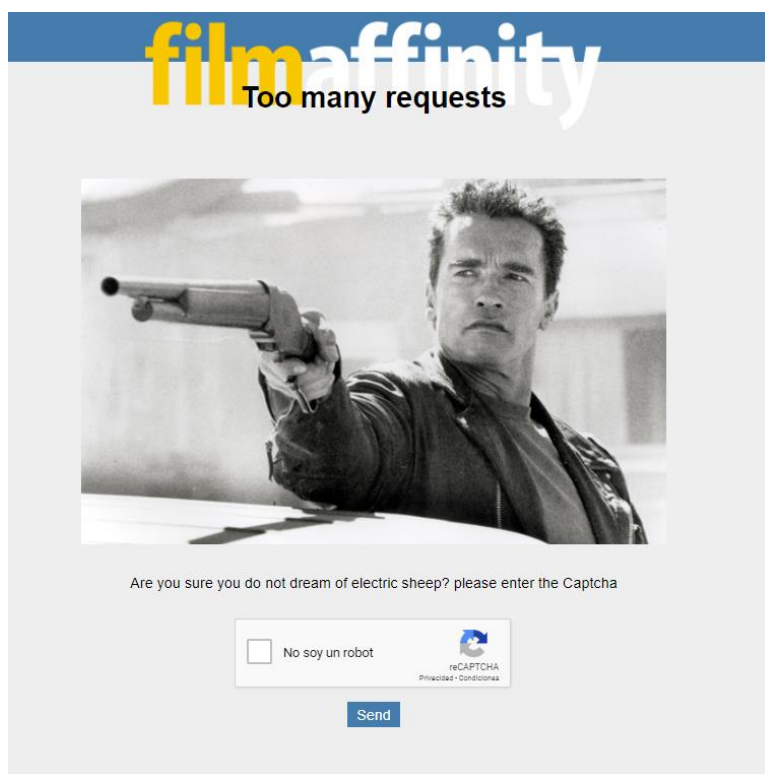 filmaffinity
Too many requests
Are you sure you do not dream of electric sheep? please enter the Captcha
No soy un robot
reCAPTCHA
Privacidad - Condiciones
Send